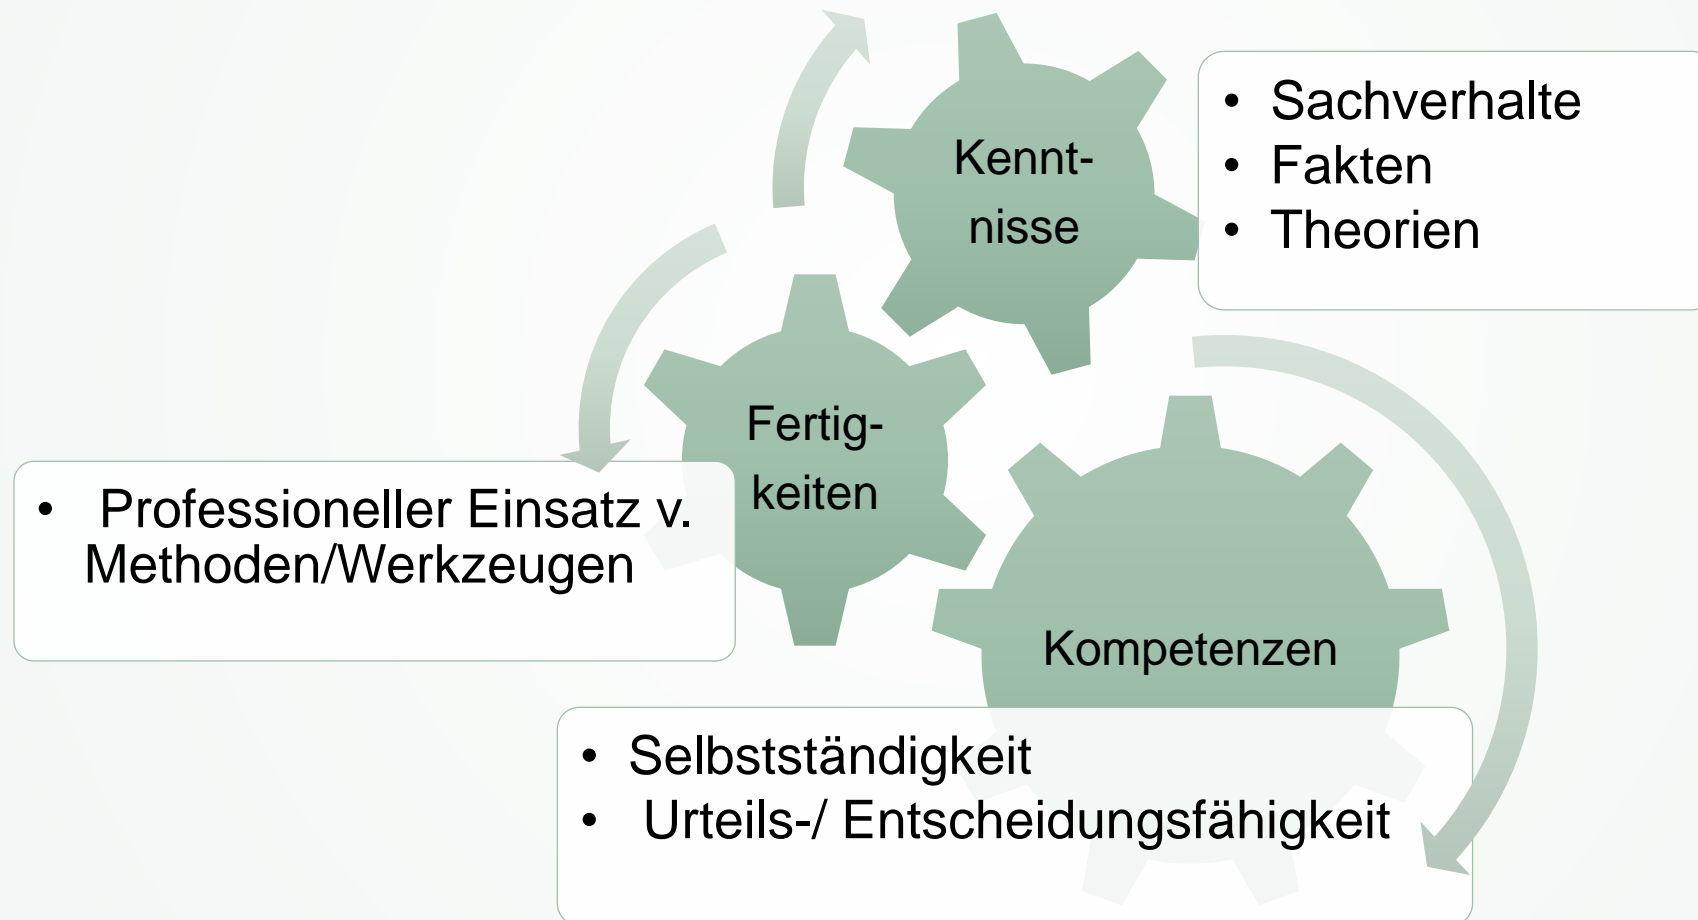 Kennt-
nisse
• Sachverhalte
• Fakten
• Theorien
Fertig-
keiten
• Professioneller Einsatz v.
Methoden/Werkzeugen
Kompetenzen
• Selbstständigkeit
• Urteils-/ Entscheidungsfähigkeit